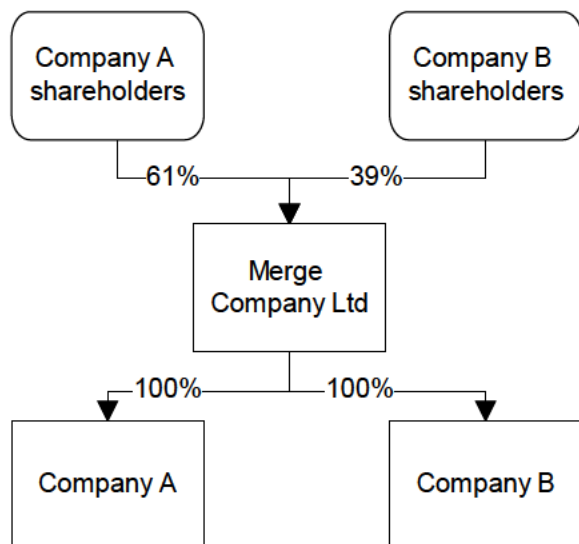 Company A
shareholders
Company B
shareholders
61%
39%
Merge
Company Ltd
100%
100%
Company A
Company B